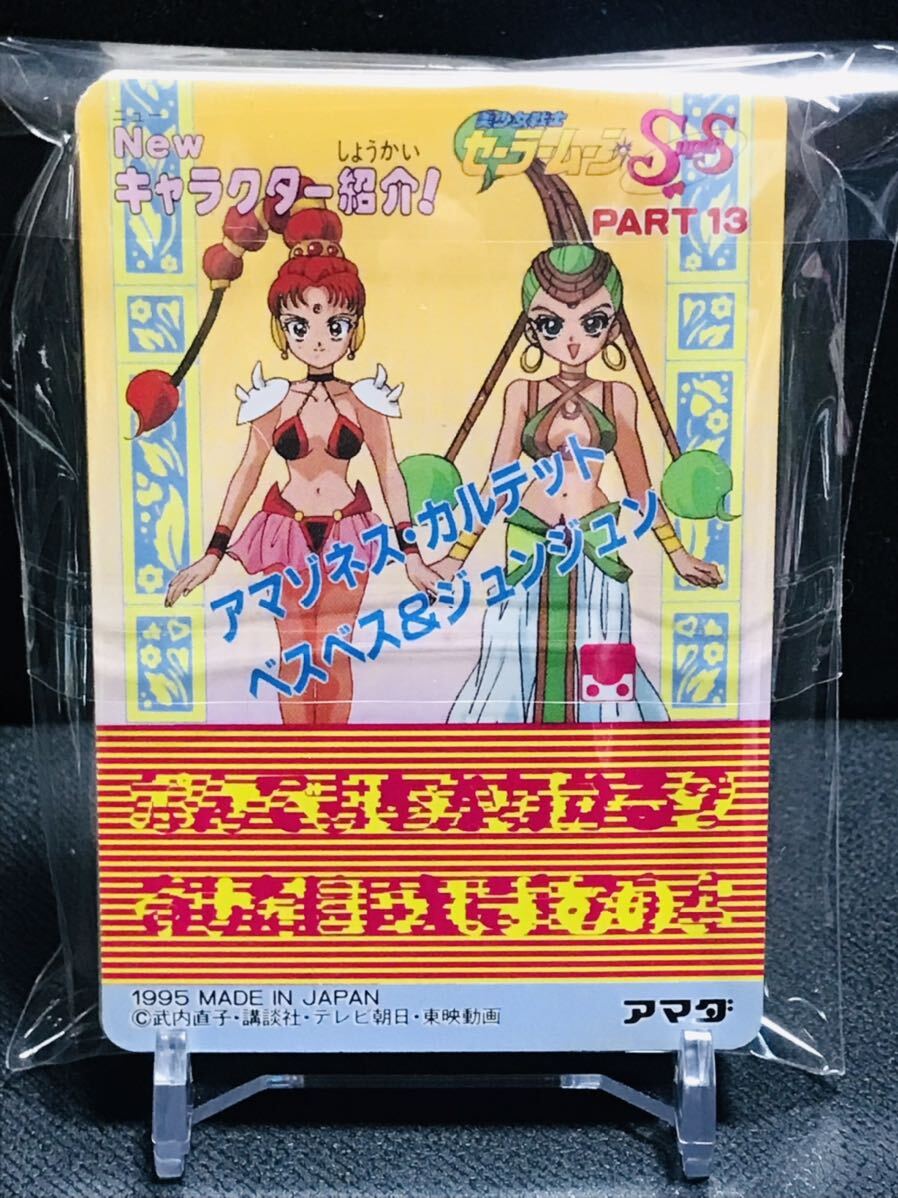 ニュー
New
しょうかい
キャラクター紹介!
美少女戦士
セーラームーン SuperS
PART 13
アマゾネス・カルテット
ベスベス&ジュンジュン
1995 MADE IN JAPAN
©武内直子・講談社・テレビ朝日・東映動画
アマダ